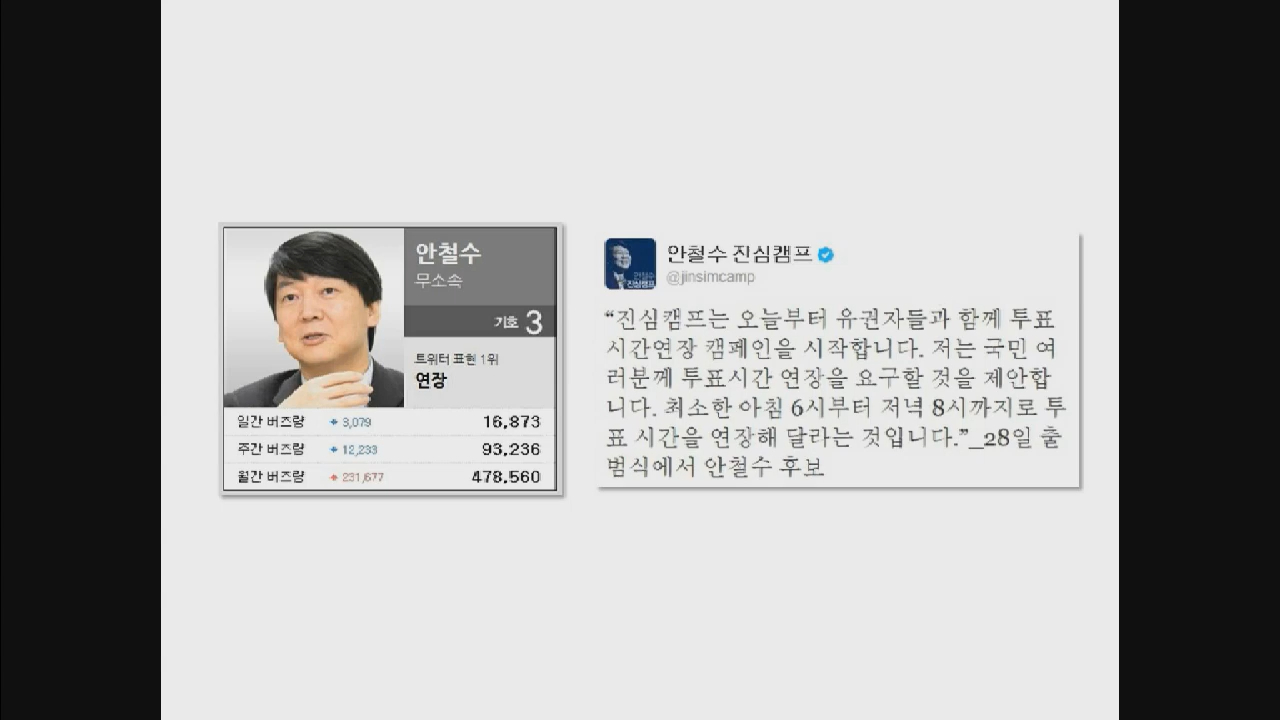 안철수
무소속
기호 3
트위터 표현 1위
연장
일간 버즈량 3,079 16,873
주간 버즈량 12,233 93,236
월간 버즈량 231,677 478,560
안철수 진심캠프
@jinsimcamp
안철수
진심캠프
“진심캠프는 오늘부터 유권자들과 함께 투표
시간연장 캠페인을 시작합니다. 저는 국민 여
러분께 투표시간 연장을 요구할 것을 제안합
니다. 최소한 아침 6시부터 저녁 8시까지로 투
표 시간을 연장해 달라는 것입니다.”_28일 출
범식에서 안철수 후보